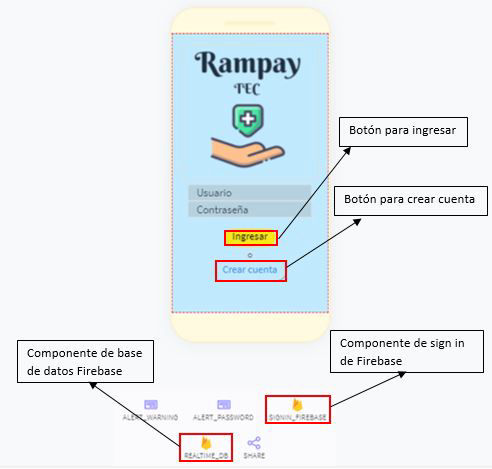 Rampay
TEC
Botón para ingresar
Usuario
Contraseña
Botón para crear cuenta
Ingresar
o
Crear cuenta
Componente de base
de datos Firebase
Componente de sign in
de Firebase
ALERT_WARNING
ALERT_PASSWORD
SIGNIN_FIREBASE
REALTIME_DB
SHARE